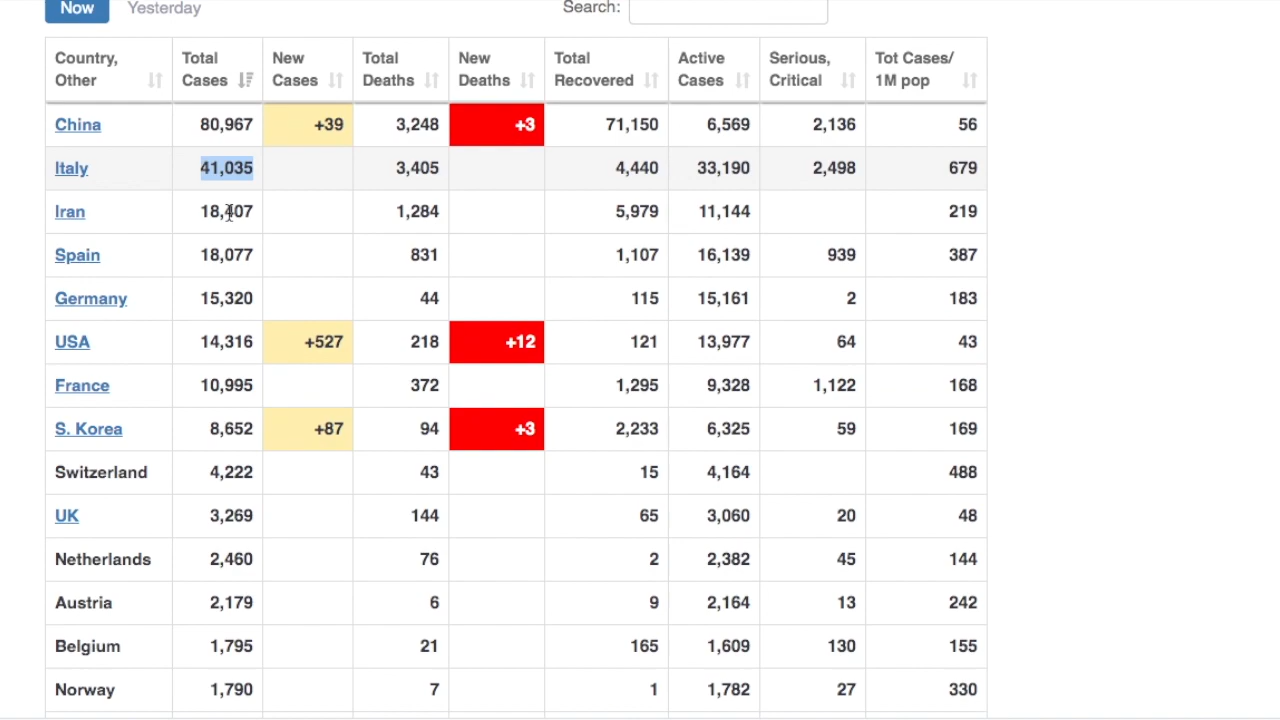 Now Yesterday Search:
Country, Other Total Cases New Cases Total Deaths New Deaths Total Recovered Active Cases Serious, Critical Tot Cases/ 1M pop
China 80,967 +39 3,248 +3 71,150 6,569 2,136 56
Italy 41,035 3,405 4,440 33,190 2,498 679
Iran 18,407 1,284 5,979 11,144 219
Spain 18,077 831 1,107 16,139 939 387
Germany 15,320 44 115 15,161 2 183
USA 14,316 +527 218 +12 121 13,977 64 43
France 10,995 372 1,295 9,328 1,122 168
S. Korea 8,652 +87 94 +3 2,233 6,325 59 169
Switzerland 4,222 43 15 4,164 488
UK 3,269 144 65 3,060 20 48
Netherlands 2,460 76 2 2,382 45 144
Austria 2,179 6 9 2,164 13 242
Belgium 1,795 21 165 1,609 130 155
Norway 1,790 7 1 1,782 27 330